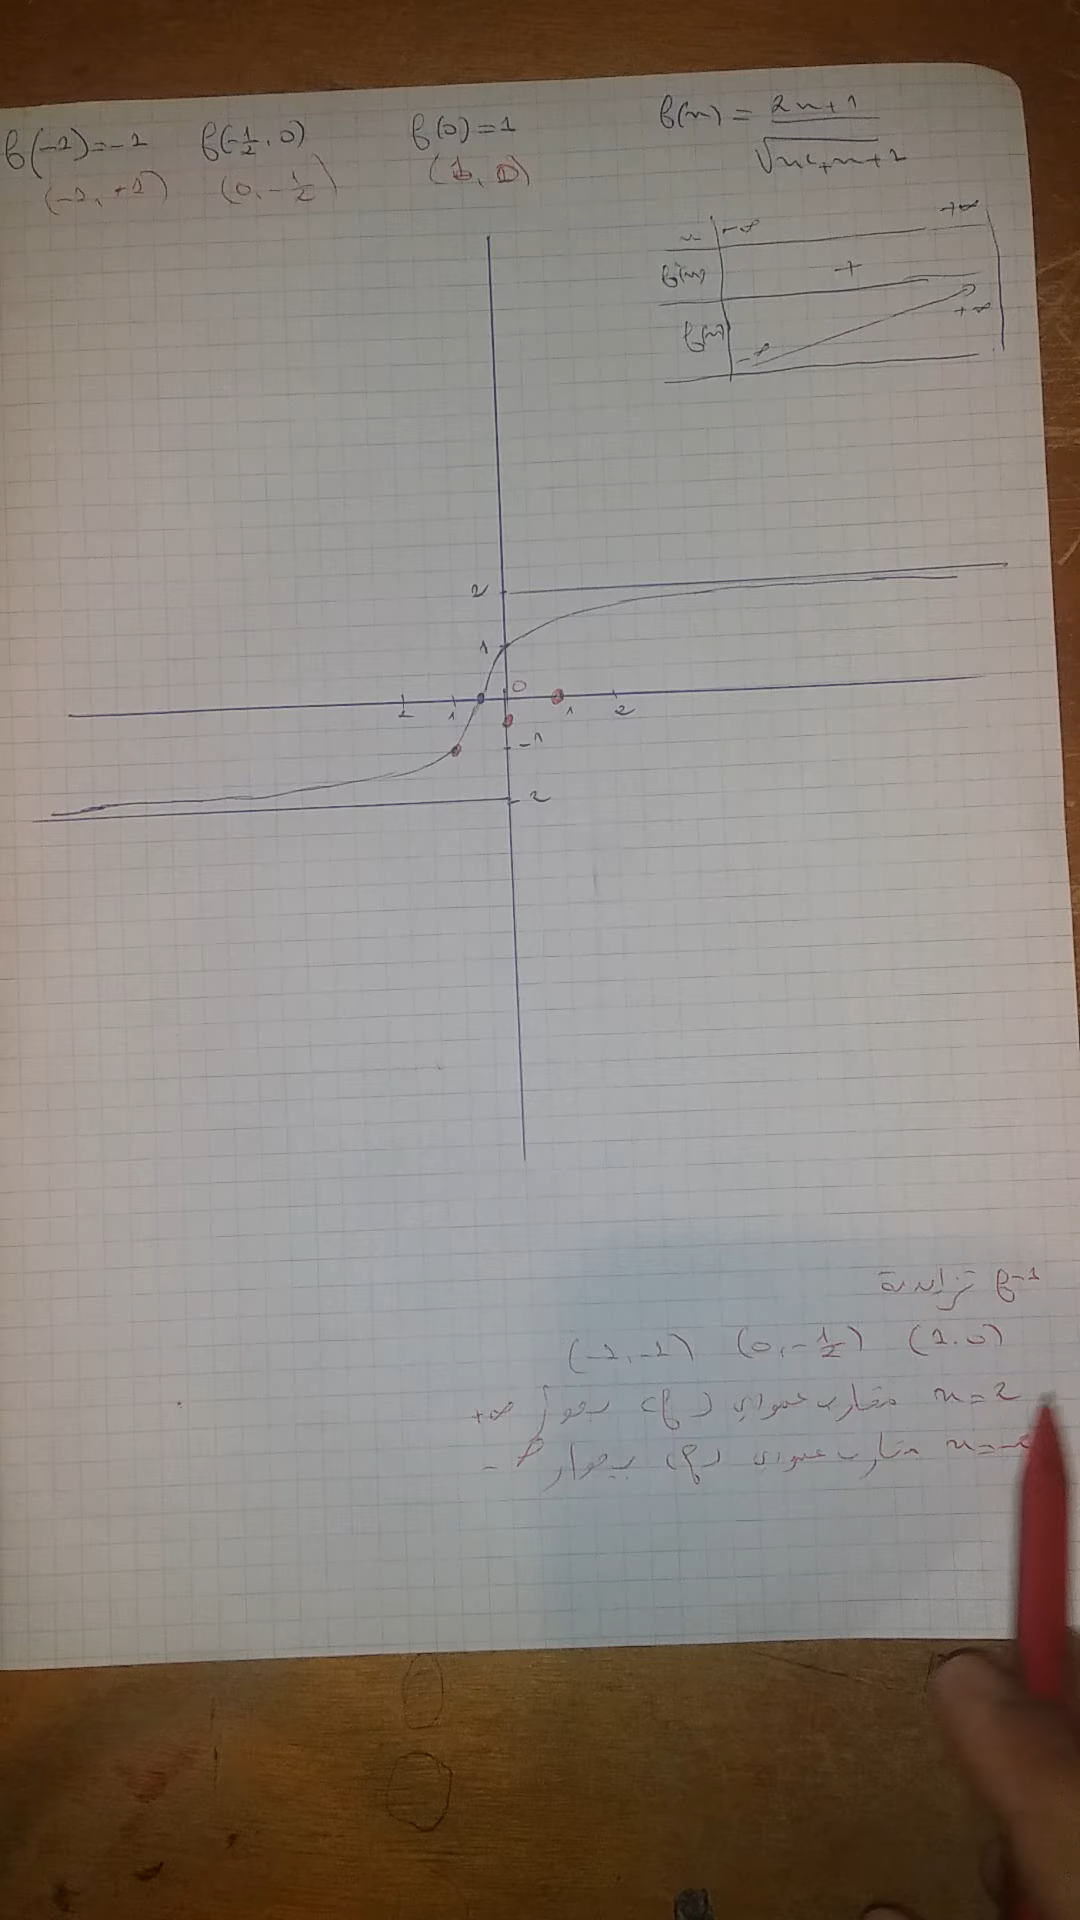 f(-1)=-1 f(-1/2, 0) f(0)=1 f(x) = 2x+1 / √x²+x+1
(-1, +1) (0, -1/2) (1, 0)
x -∞ +∞
f'(x) +
f(x) -∞ +∞
2
1
0
2 1 1 2
-1
2
f-1 تزايدية
(-1, -1) (0, -1/2) (1.0)
x=2 مقارب عمودي بجوار +∞
مقارب عمودي بجوار